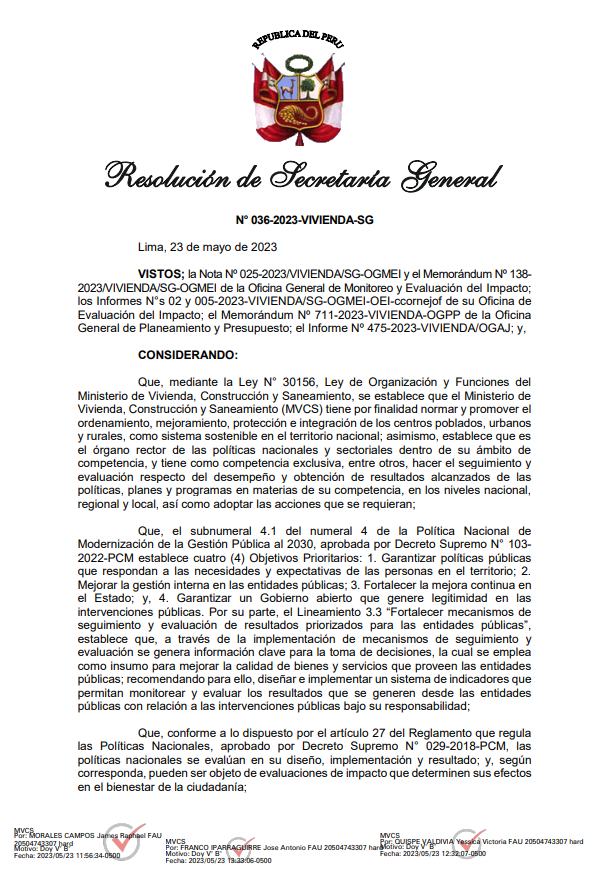 REPUBLICA DEL PERU
Resolución de Secretaría General
N° 036-2023-VIVIENDA-SG
Lima, 23 de mayo de 2023
VISTOS; la Nota Nº 025-2023/VIVIENDA/SG-OGMEI y el Memorándum Nº 138-
2023/VIVIENDA/SG-OGMEI de la Oficina General de Monitoreo y Evaluación del Impacto;
los Informes N°s 02 y 005-2023-VIVIENDA/SG-OGMEI-OEI-ccornejof de su Oficina de
Evaluación del Impacto; el Memorándum Nº 711-2023-VIVIENDA-OGPP de la Oficina
General de Planeamiento y Presupuesto; el Informe Nº 475-2023-VIVIENDA/OGAJ; y,
CONSIDERANDO:
Que, mediante la Ley N° 30156, Ley de Organización y Funciones del
Ministerio de Vivienda, Construcción y Saneamiento, se establece que el Ministerio de
Vivienda, Construcción y Saneamiento (MVCS) tiene por finalidad normar y promover el
ordenamiento, mejoramiento, protección e integración de los centros poblados, urbanos
y rurales, como sistema sostenible en el territorio nacional; asimismo, establece que es
el órgano rector de las políticas nacionales y sectoriales dentro de su ámbito de
competencia, y tiene como competencia exclusiva, entre otros, hacer el seguimiento y
evaluación respecto del desempeño y obtención de resultados alcanzados de las
políticas, planes y programas en materias de su competencia, en los niveles nacional,
regional y local, así como adoptar las acciones que se requieran;
Que, el subnumeral 4.1 del numeral 4 de la Política Nacional de
Modernización de la Gestión Pública al 2030, aprobada por Decreto Supremo N° 103-
2022-PCM establece cuatro (4) Objetivos Prioritarios: 1. Garantizar políticas públicas
que respondan a las necesidades y expectativas de las personas en el territorio; 2.
Mejorar la gestión interna en las entidades públicas; 3. Fortalecer la mejora continua en
el Estado; y, 4. Garantizar un Gobierno abierto que genere legitimidad en las
intervenciones públicas. Por su parte, el Lineamiento 3.3 “Fortalecer mecanismos de
seguimiento y evaluación de resultados priorizados para las entidades públicas”,
establece que, a través de la implementación de mecanismos de seguimiento y
evaluación se genera información clave para la toma de decisiones, la cual se emplea
como insumo para mejorar la calidad de bienes y servicios que proveen las entidades
públicas; recomendando para ello, diseñar e implementar un sistema de indicadores que
permitan monitorear y evaluar los resultados que se generen desde las entidades
públicas con relación a las intervenciones públicas bajo su responsabilidad;
Que, conforme a lo dispuesto por el artículo 27 del Reglamento que regula
las Políticas Nacionales, aprobado por Decreto Supremo N° 029-2018-PCM, las
políticas nacionales se evalúan en su diseño, implementación y resultado; y, según
corresponda, pueden ser objeto de evaluaciones de impacto que determinen sus efectos
en el bienestar de la ciudadanía;
MVCS
Por: MORALES CAMPOS James Raphael FAU
20504743307 hard
Motivo: Doy V° B°
Fecha: 2023/05/23 11:56:34-0500
MVCS
Por: FRANCO IPARRAGUIRRE Jose Antonio FAU 20504743307 hard
Motivo: Doy V° B°
Fecha: 2023/05/23 13:33:06-0500
MVCS
Por: QUISPE VALDIVIA Yessica Victoria FAU 20504743307 hard
Motivo: Doy V° B°
Fecha: 2023/05/23 12:32:07-0500